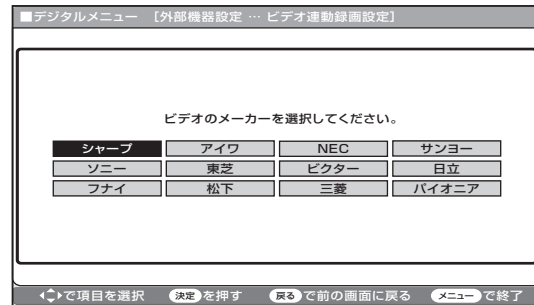 ■デジタルメニュー ［外部機器設定 … ビデオ連動録画設定］
ビデオのメーカーを選択してください。
シャープ アイワ NEC サンヨー
ソニー 東芝 ビクター 日立
フナイ 松下 三菱 パイオニア
で項目を選択 決定 を押す 戻る で前の画面に戻る メニュー で終了